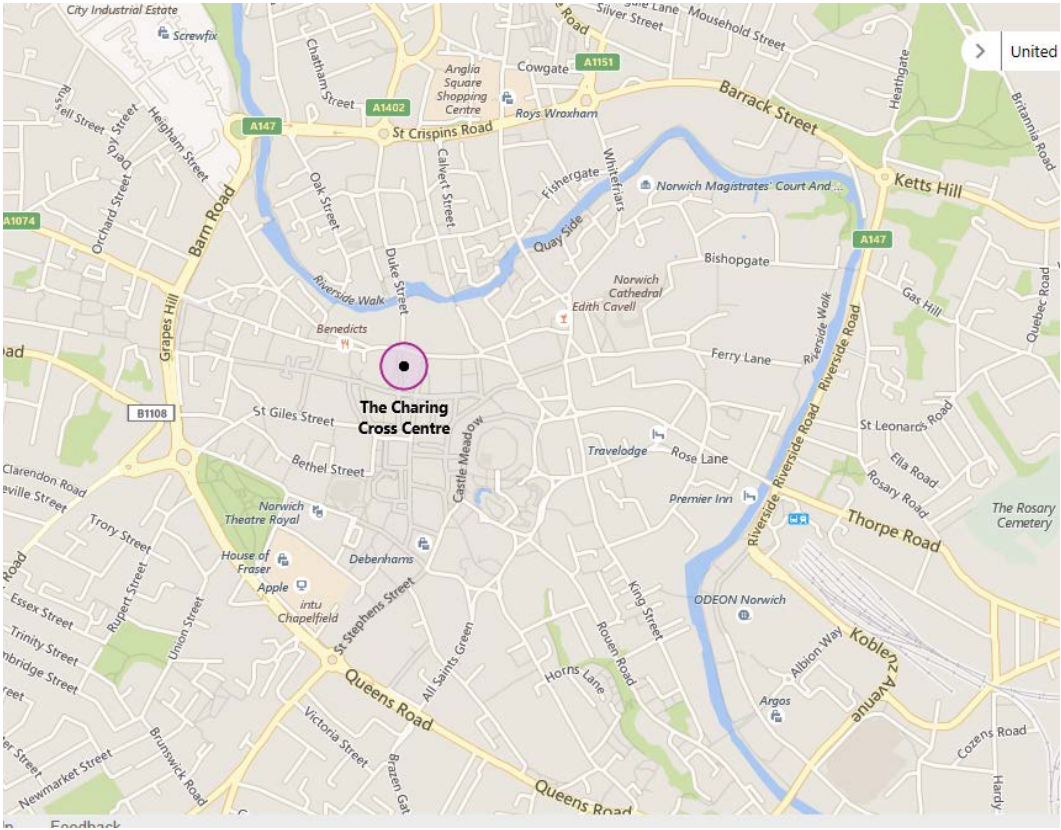 City Industrial Estate
Screwfix
Silver Street
Mousehold Street
Heathgate
United
Chatham Street
Anglia
Square
Shopping
Centre
Cowgate
A1151
Roys Wroxham
Barrack Street
Britannia Road
Heigham Street
Derby Street
Orchard Street
A147
A1402
St Crispins Road
Calvert Street
Oak Street
Fishergate
Whitefriars
Norwich Magistrates' Court And ...
Ketts Hill
A1074
Barn Road
Duke Street
Quay Side
A147
Bishopgate
Riverside Walk
Norwich
Cathedral
Edith Cavell
Riverside Walk
Gas Hill
Quebec Road
Grapes Hill
Benedicts
Ferry Lane
Riverside Road
The Charing
Cross Centre
B1108
St Giles Street
Castle Meadow
Travelodge
Rose Lane
Riverside Road
St Leonards Road
Ella Road
Rosary Road
Bethel Street
Clarendon Road
Premier Inn
The Rosary
Cemetery
Norwich
Theatre Royal
Trory Street
Riverside
Thorpe Road
House of
Fraser
Debenhams
Apple
intu
Chapelfield
Essex Street
Rupert Street
Union Street
St Stephens Street
King Street
ODEON Norwich
Trinity Street
All Saints Green
Rouen Road
Albion Way
Koblenz Avenue
Horns Lane
Queens Road
Argos
Victoria Street
Cozens Road
Brunswick Road
Newmarket Street
Brazen Gat
Queens Road
Hardy
Feedback